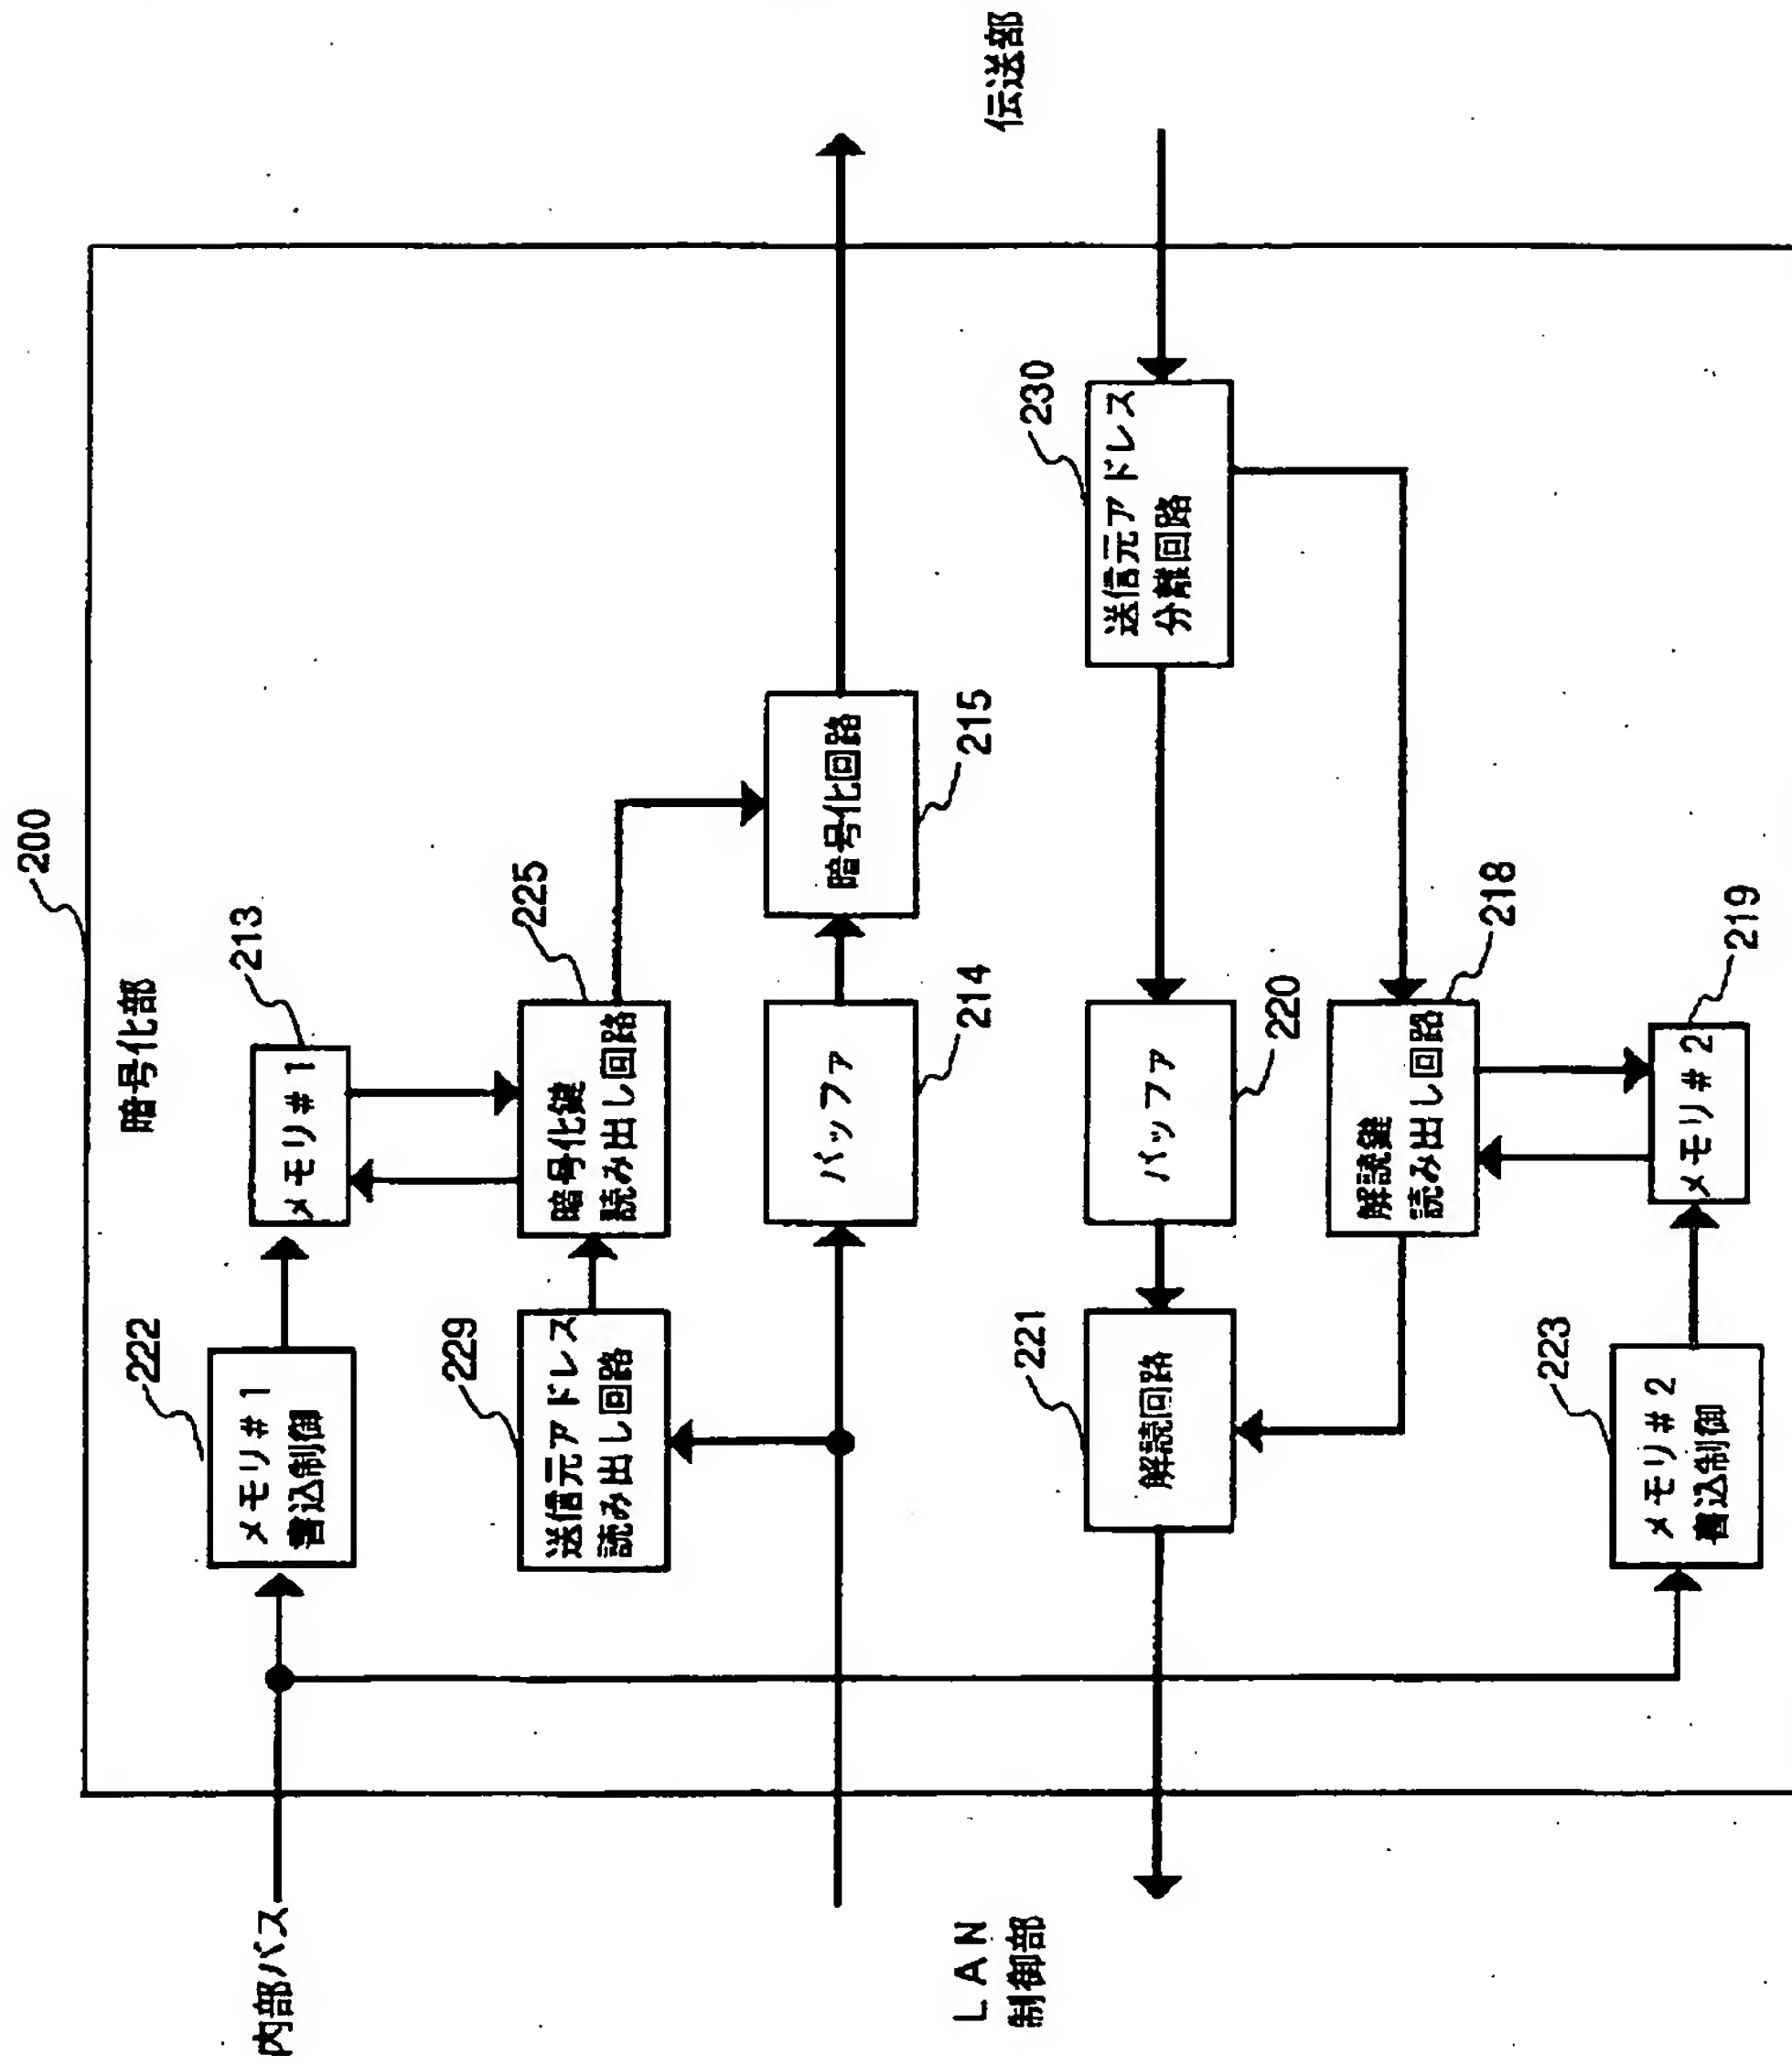 200
暗号化部
内部バス
222
メモリ#1
書込制御
213
メモリ#1
229
送信元アドレス
読み出し回路
225
暗号化鍵
読み出し回路
バッファ
214
暗号化回路
215
伝送部
LAN
制御部
221
解読回路
バッファ
220
230
送信元アドレス
分離回路
解読鍵
読み出し回路
218
223
メモリ#2
書込制御
メモリ#2
219